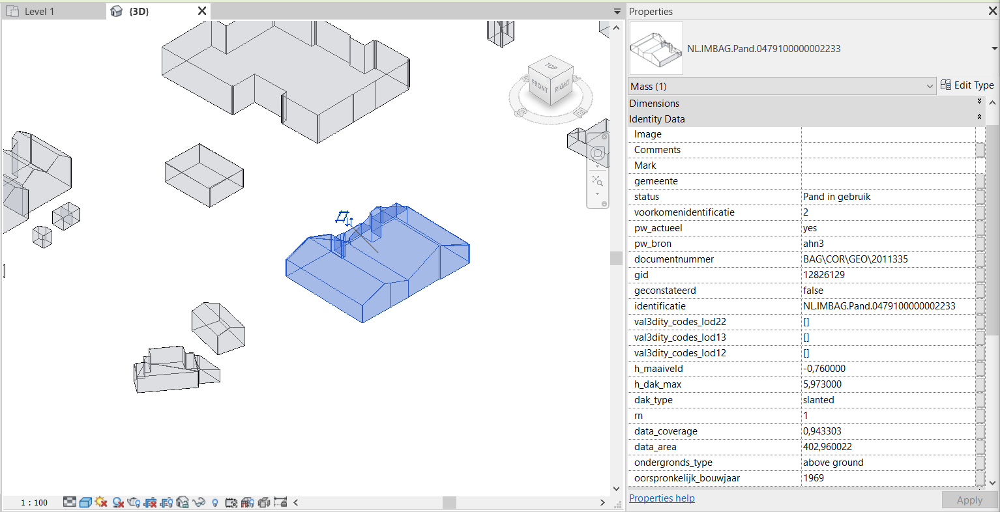 Level 1
{3D}
TOP
FRONT
RIGHT
S
E
1 : 100
Properties
NL.IMBAG.Pand.0479100000002233
Mass (1)
Edit Type
Dimensions
Identity Data
Image
Comments
Mark
gemeente
status Pand in gebruik
voorkomenidentificatie 2
pw_actueel yes
pw_bron ahn3
documentnummer BAG\COR\GEO\2011335
gid 12826129
geconstateerd false
identificatie NL.IMBAG.Pand.0479100000002233
val3dity_codes_lod22 []
val3dity_codes_lod13 []
val3dity_codes_lod12 []
h_maaiveld -0,760000
h_dak_max 5,973000
dak_type slanted
rn 1
data_coverage 0,943303
data_area 402,960022
ondergronds_type above ground
oorspronkelijk_bouwjaar 1969
Properties help
Apply